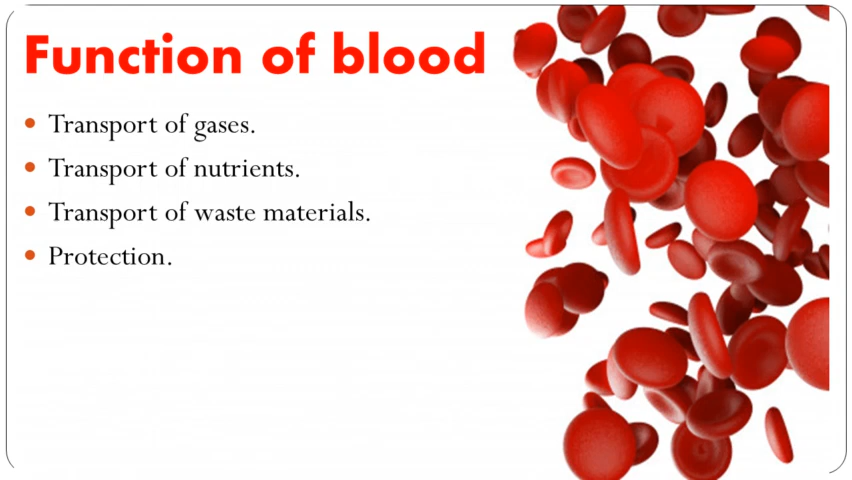 Function of blood
• Transport of gases.
• Transport of nutrients.
• Transport of waste materials.
• Protection.